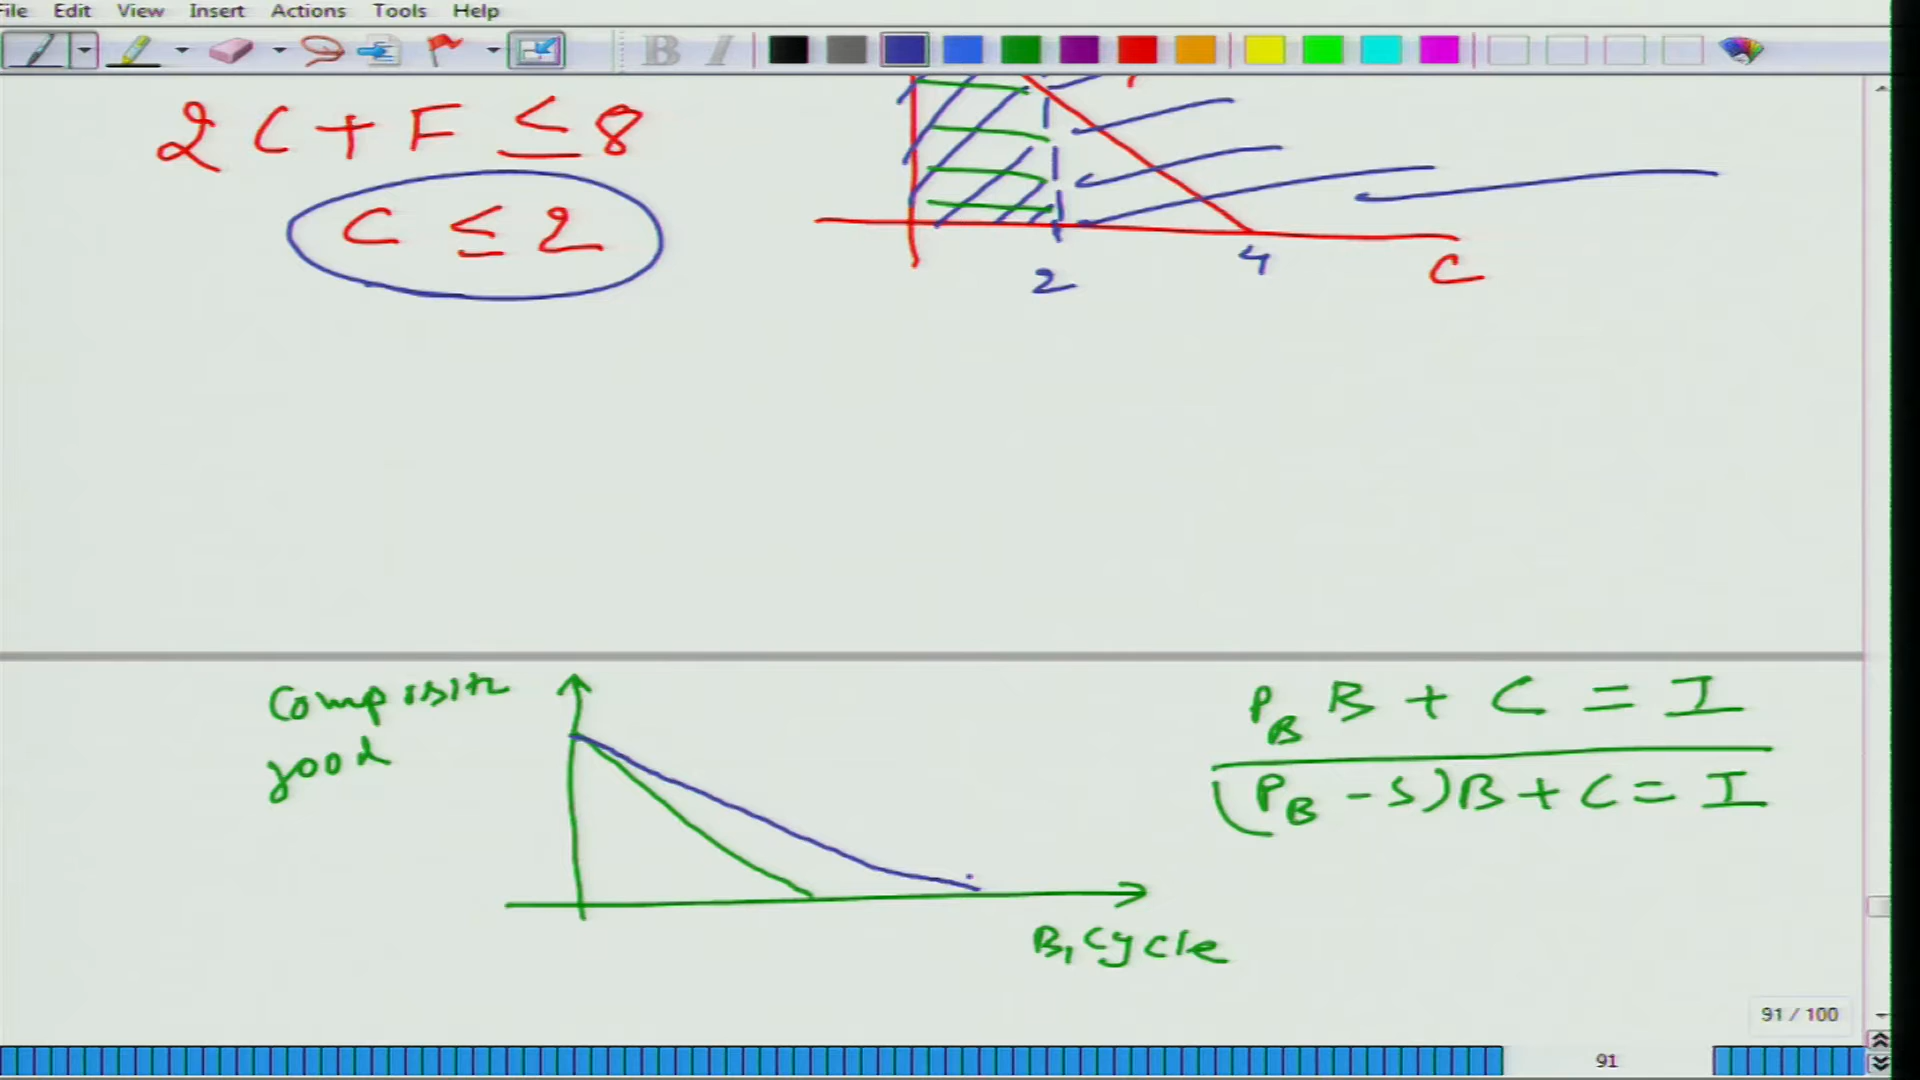 File Edit View Insert Actions Tools Help
B I
2 C + F ≤ 8
C ≤ 2
2 4 C
Composite
good
P_B B + C = I
(P_B - S) B + C = I
Bicycle
91 / 100
91